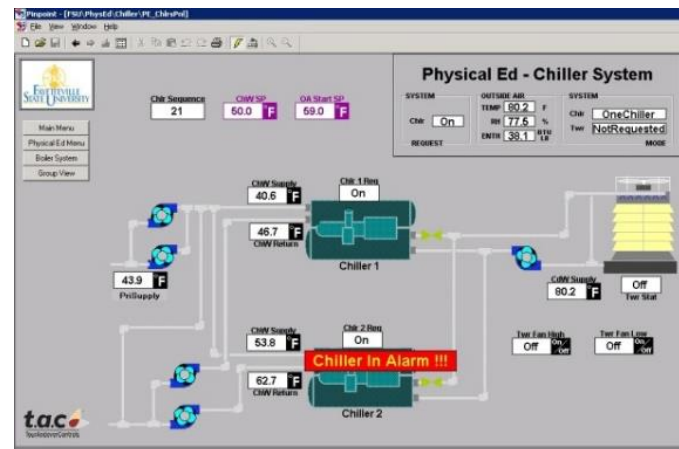 Pinpoint - [FSU\PhysEd\Chiller\PE_ChlrsPnl]
File View Window Help
FAYETTEVILLE
STATE UNIVERSITY
Main Menu
Physical Ed Menu
Boiler System
Group View
Chlr Sequence
21
ChW SP
50.0 °F
OA Start SP
59.0 °F
Physical Ed - Chiller System
SYSTEM
Chlr On
REQUEST
OUTSIDE AIR
TEMP 80.2 F
RH 77.5 %
ENTH 38.1 BTU LB
SYSTEM
Chlr OneChiller
Twr NotRequested
MODE
ChW Supply
40.6 °F
46.7 °F
ChW Return
Chlr 1 Req
On
Chiller 1
43.9 °F
PriSupply
CdW Supply
80.2 °F
Off
Twr Stat
ChW Supply
53.8 °F
62.7 °F
ChW Return
Chlr 2 Req
On
Chiller In Alarm !!!
Chiller 2
Twr Fan High
Off On/Off
Twr Fan Low
Off On/Off
t.a.c
TourAndoverControls